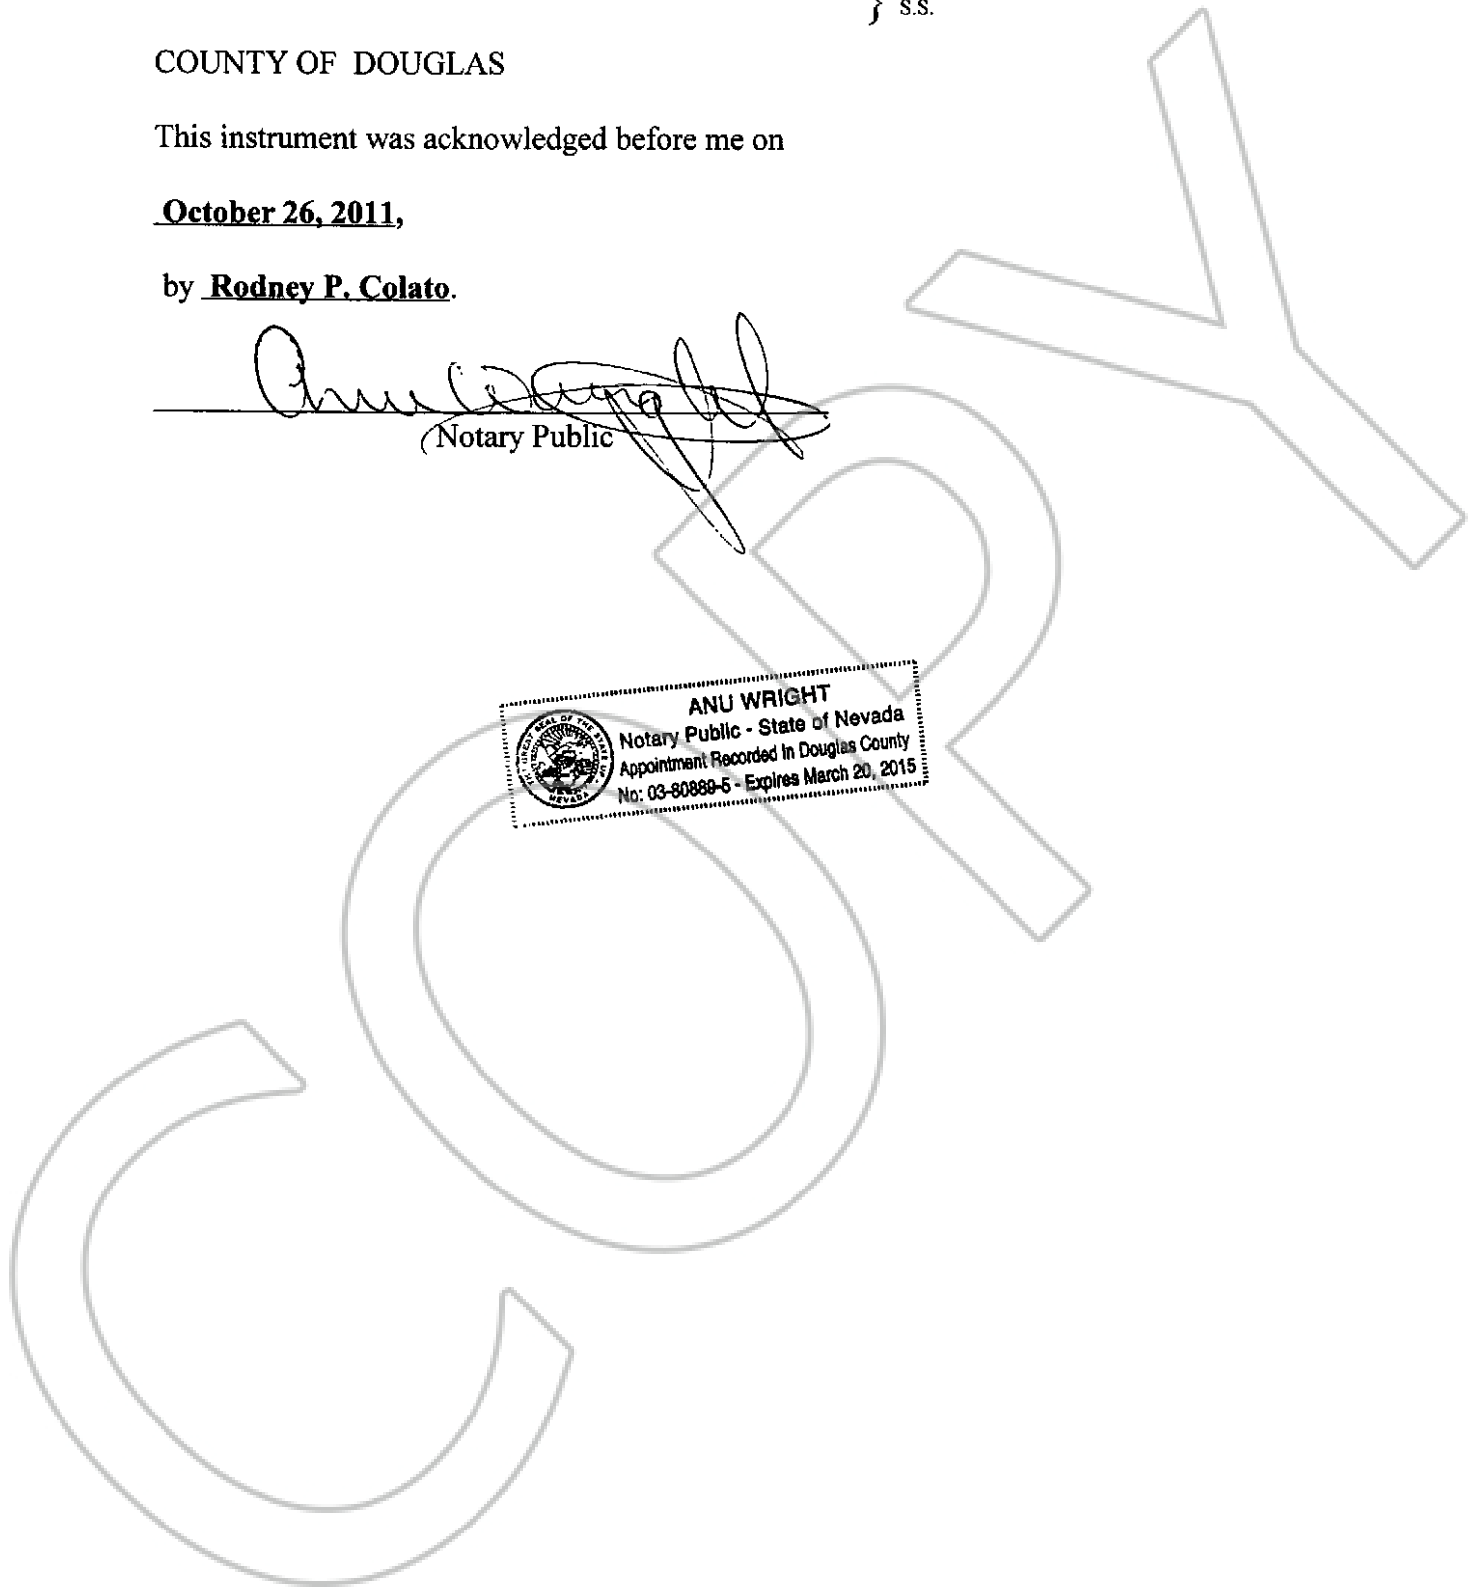 } s.s.
COUNTY OF DOUGLAS
This instrument was acknowledged before me on
October 26, 2011,
by Rodney P. Colato.
Notary Public
ANU WRIGHT
Notary Public - State of Nevada
Appointment Recorded in Douglas County
No: 03-80889-5 - Expires March 20, 2015
COPY